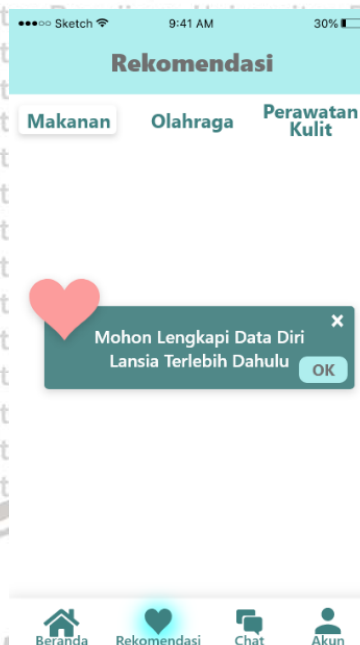 Sketch 9:41 AM 30%
Rekomendasi
Makanan Olahraga Perawatan
Kulit
×
Mohon Lengkapi Data Diri
Lansia Terlebih Dahulu
OK
Beranda Rekomendasi Chat Akun